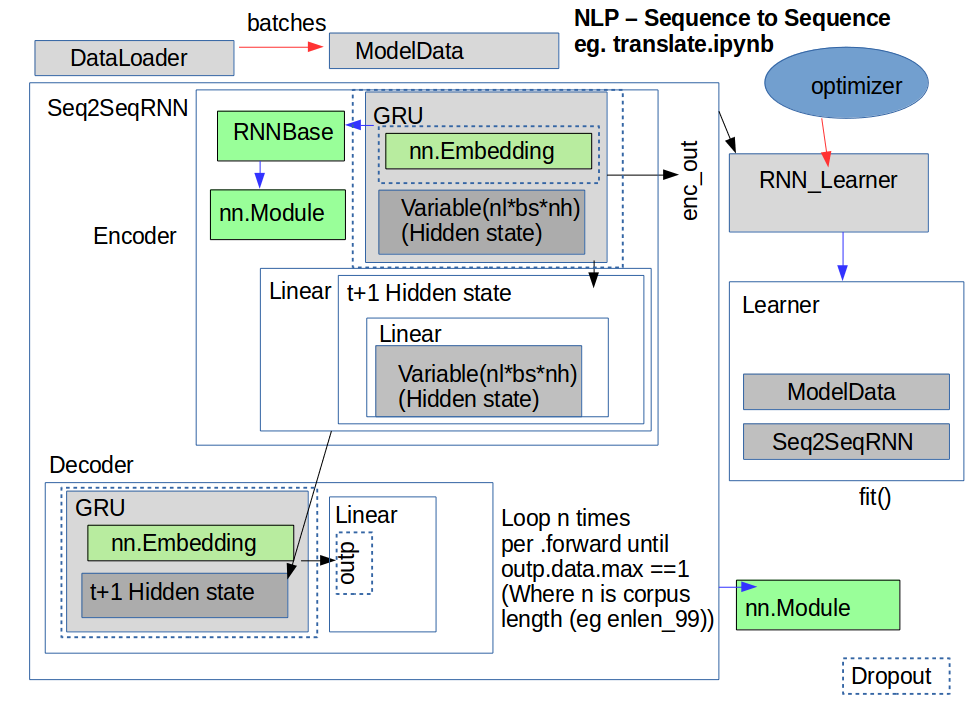 NLP – Sequence to Sequence
eg. translate.ipynb
batches
DataLoader
ModelData
optimizer
Seq2SeqRNN
RNNBase
GRU
nn.Embedding
nn.Module
Variable(nl*bs*nh)
(Hidden state)
enc_out
RNN_Learner
Encoder
Linear
t+1 Hidden state
Linear
Variable(nl*bs*nh)
(Hidden state)
Learner
ModelData
Seq2SeqRNN
fit()
Decoder
GRU
nn.Embedding
t+1 Hidden state
Linear
outp
Loop n times
per .forward until
outp.data.max ==1
(Where n is corpus
length (eg enlen_99))
nn.Module
Dropout